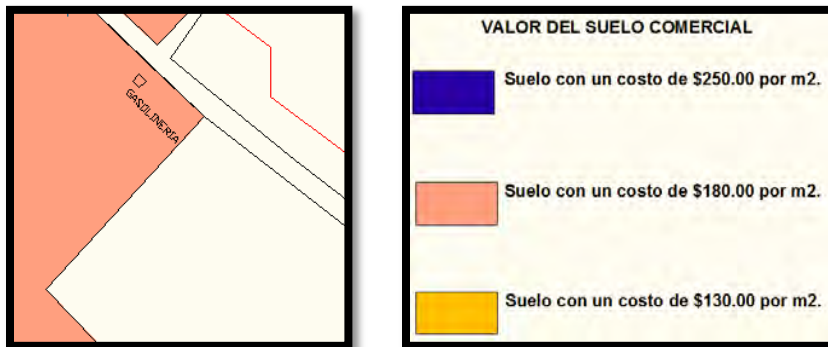 GASOLINERIA
VALOR DEL SUELO COMERCIAL
Suelo con un costo de $250.00 por m2.
Suelo con un costo de $180.00 por m2.
Suelo con un costo de $130.00 por m2.